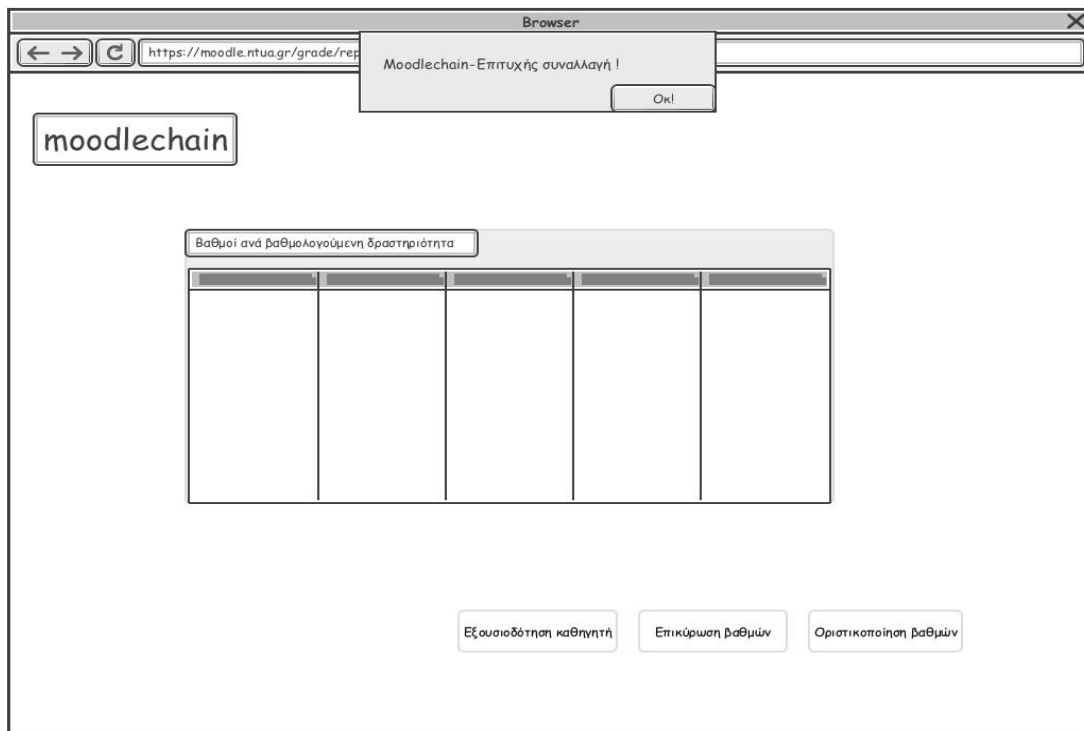 Browser
https://moodle.ntua.gr/grade/rep
Moodlechain-Επιτυχής συναλλαγή !
Οκ!
moodlechain
Βαθμοί ανά βαθμολογούμενη δραστηριότητα
Εξουσιοδότηση καθηγητή
Επικύρωση βαθμών
Οριστικοποίηση βαθμών